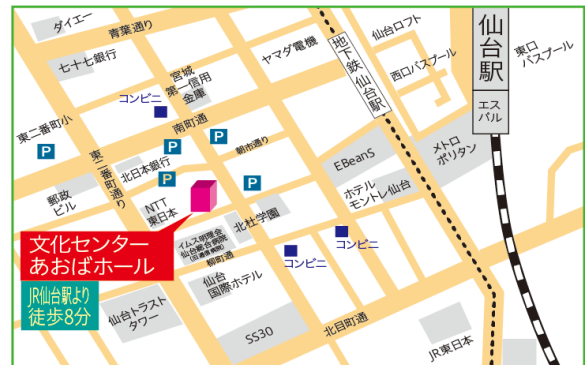 ダイエー
青葉通り
七十七銀行
宮城
第一信用
金庫
コンビニ
ヤマダ電機
地下鉄仙台駅
仙台ロフト
西口バスプール
仙台駅
エス
パル
東口
バスプール
東二番町小
P
南町通
P
P
朝市通り
東二番町通り
北日本銀行
P
P
EBeanS
メトロ
ポリタン
ホテル
モントレ仙台
郵政
ビル
NTT
東日本
北杜学園
イムス明理会
仙台総合病院
柳町通
コンビニ
コンビニ
文化センター
あおばホール
JR仙台駅より
徒歩8分
仙台
国際ホテル
仙台トラスト
タワー
SS30
北目町通
JR東日本